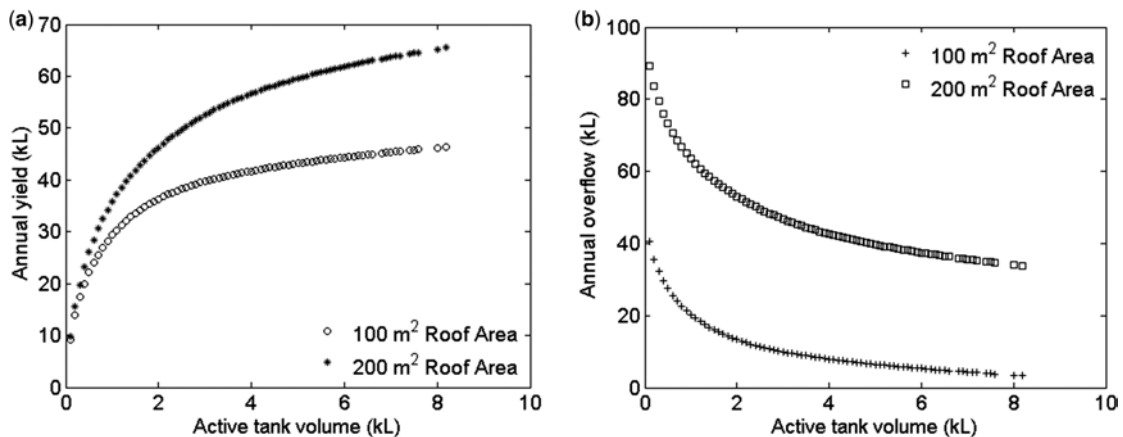 (a)
70
60
50
40
30
20
10
0
Annual yield (kL)
100 m² Roof Area
200 m² Roof Area
0 2 4 6 8 10
Active tank volume (kL)
(b)
100
80
60
40
20
0
Annual overflow (kL)
100 m² Roof Area
200 m² Roof Area
0 2 4 6 8 10
Active tank volume (kL)